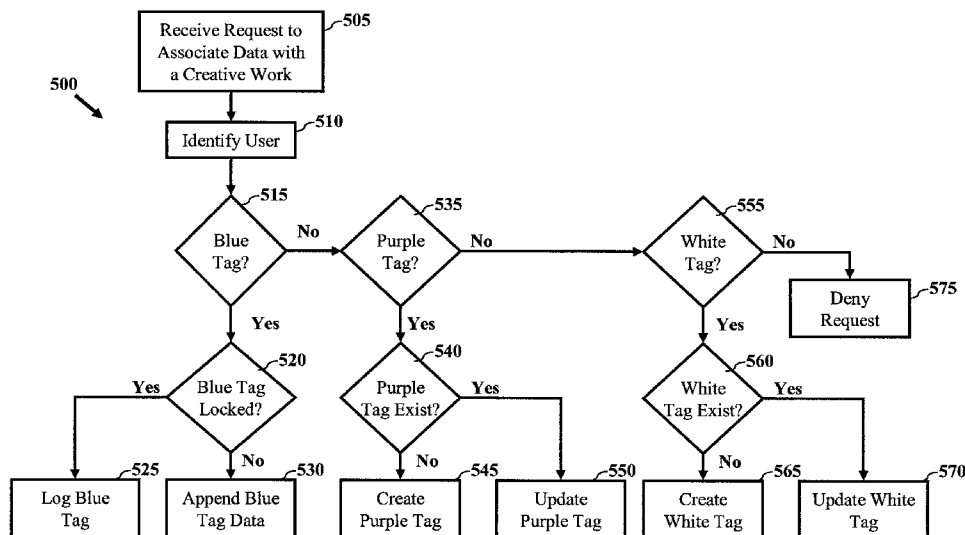 505
Receive Request to
Associate Data with
a Creative Work
500
510
Identify User
515
Blue
Tag?
No
535
Purple
Tag?
No
555
White
Tag?
No
575
Deny
Request
Yes
Yes
Yes
520
Blue Tag
Locked?
Yes
No
540
Purple
Tag Exist?
Yes
No
560
White
Tag Exist?
Yes
No
525
Log Blue
Tag
530
Append Blue
Tag Data
545
Create
Purple Tag
550
Update
Purple Tag
565
Create
White Tag
570
Update White
Tag